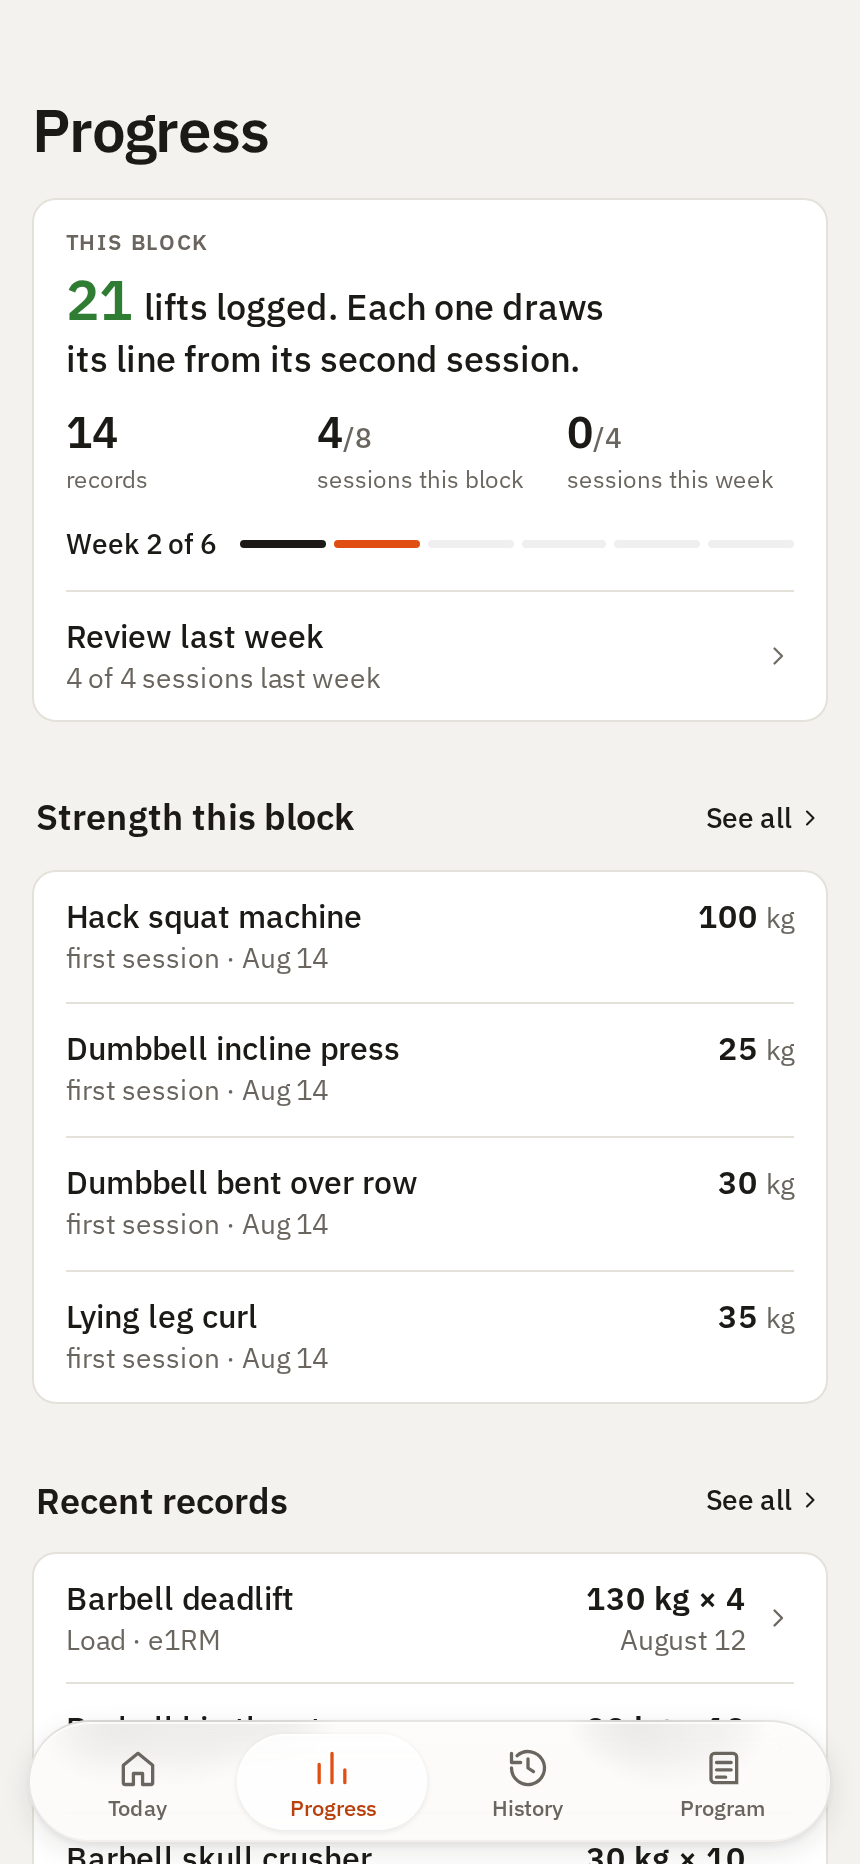 Progress
THIS BLOCK
21 lifts logged. Each one draws
its line from its second session.
14
records
4/8
sessions this block
0/4
sessions this week
Week 2 of 6
Review last week
4 of 4 sessions last week
Strength this block
See all
Hack squat machine
100 kg
first session · Aug 14
Dumbbell incline press
25 kg
first session · Aug 14
Dumbbell bent over row
30 kg
first session · Aug 14
Lying leg curl
35 kg
first session · Aug 14
Recent records
See all
Barbell deadlift
130 kg × 4
Load · e1RM
August 12
Today
Progress
History
Program
Barbell skull crusher
30 kg × 10